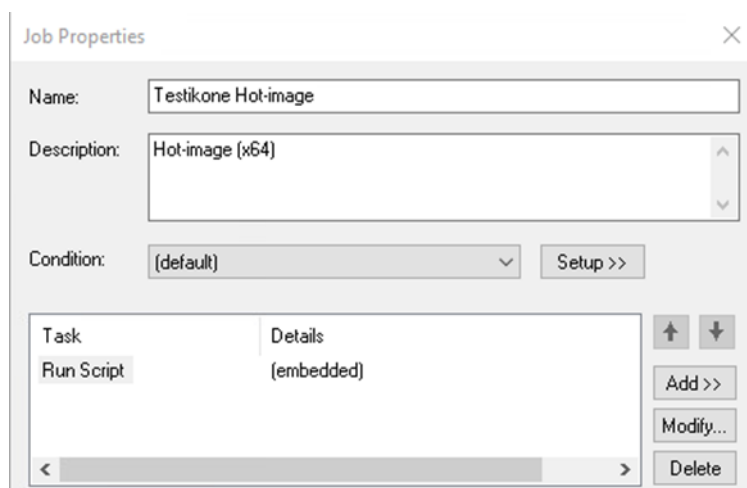 Job Properties
Name: Testikone Hot-image
Description: Hot-image (x64)
Condition: (default) Setup >>
Task Details
Run Script (embedded)
Add >>
Modify...
Delete